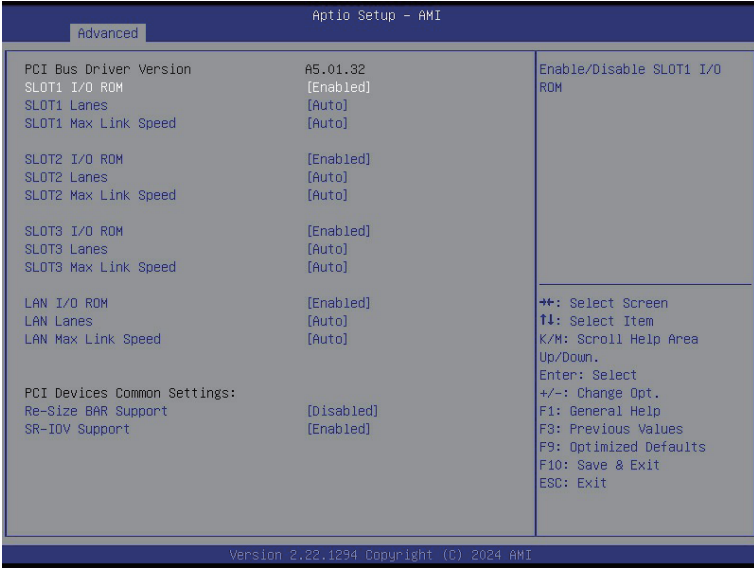 Aptio Setup – AMI
Advanced
PCI Bus Driver Version A5.01.32
SLOT1 I/O ROM [Enabled]
SLOT1 Lanes [Auto]
SLOT1 Max Link Speed [Auto]
SLOT2 I/O ROM [Enabled]
SLOT2 Lanes [Auto]
SLOT2 Max Link Speed [Auto]
SLOT3 I/O ROM [Enabled]
SLOT3 Lanes [Auto]
SLOT3 Max Link Speed [Auto]
LAN I/O ROM [Enabled]
LAN Lanes [Auto]
LAN Max Link Speed [Auto]
PCI Devices Common Settings:
Re-Size BAR Support [Disabled]
SR-IOV Support [Enabled]
Enable/Disable SLOT1 I/O
ROM
→←: Select Screen
↑↓: Select Item
K/M: Scroll Help Area
Up/Down.
Enter: Select
+/-: Change Opt.
F1: General Help
F3: Previous Values
F9: Optimized Defaults
F10: Save & Exit
ESC: Exit
Version 2.22.1294 Copyright (C) 2024 AMI